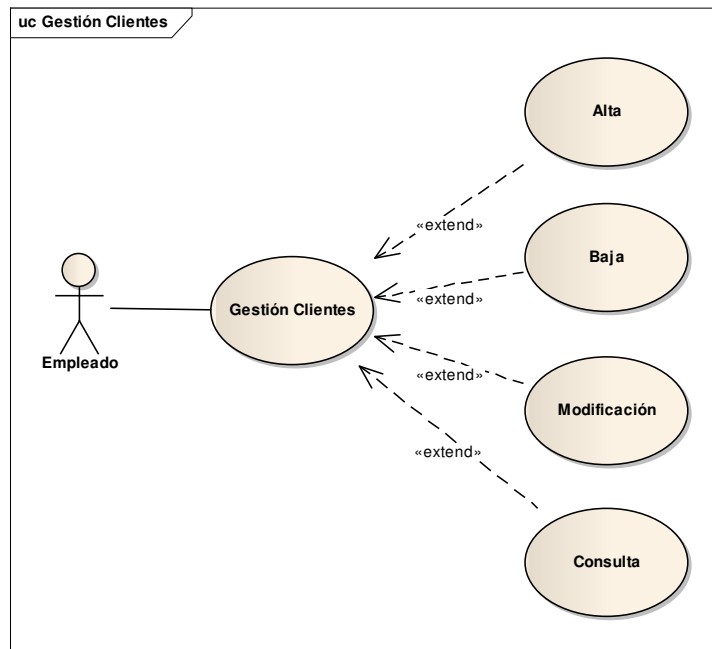 uc Gestión Clientes
Alta
«extend»
Baja
«extend»
Gestión Clientes
Empleado
«extend»
Modificación
«extend»
Consulta